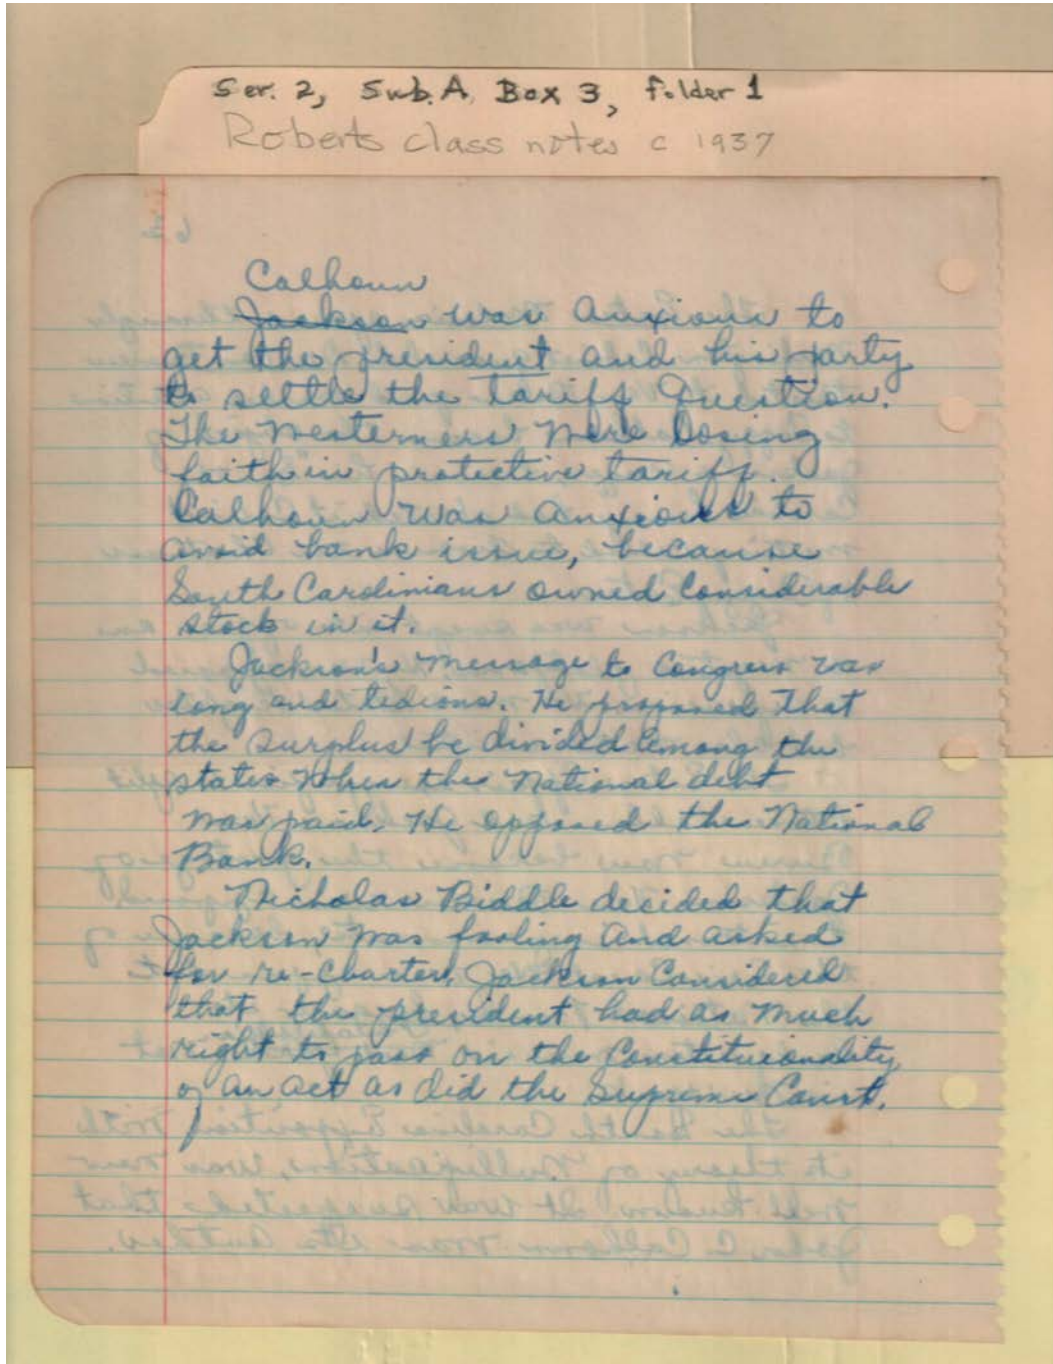 Ser. 2, Sub. A, Box 3, folder 1
Roberts class notes c 1937
Calhoun
Jackson was anxious to
get the president and his party
to settle the tariff question.
The Westerners were losing
faith in protective tariff.
Calhoun was anxious to
avoid bank issue, because
South Carolinians owned considerable
stock in it.
Jackson's message to Congress was
long and tedious. He proposed that
the surplus be divided among the
states when the national debt
was paid. He opposed the National
Bank.
Nicholas Biddle decided that
Jackson was fooling and asked
for re-charter. Jackson considered
that the president had as much
right to pass on the Constituionality
of an act as did the Supreme Court.